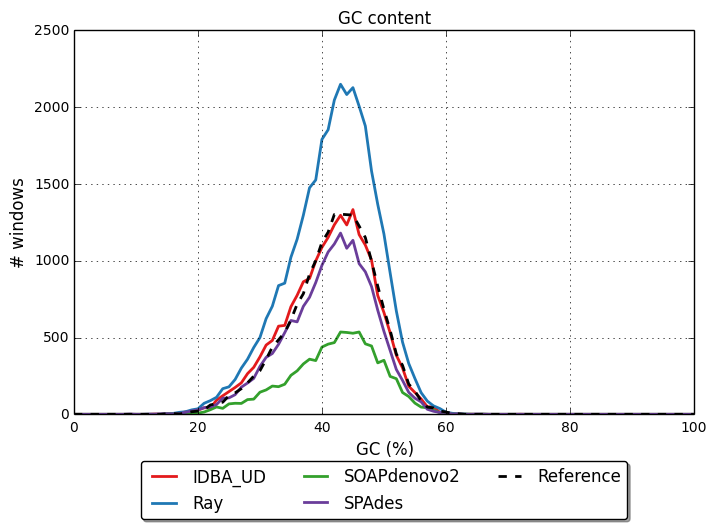 GC content
2500
2000
1500
1000
500
0
# windows
0 20 40 60 80 100
GC (%)
IDBA_UD SOAPdenovo2 Reference
Ray SPAdes